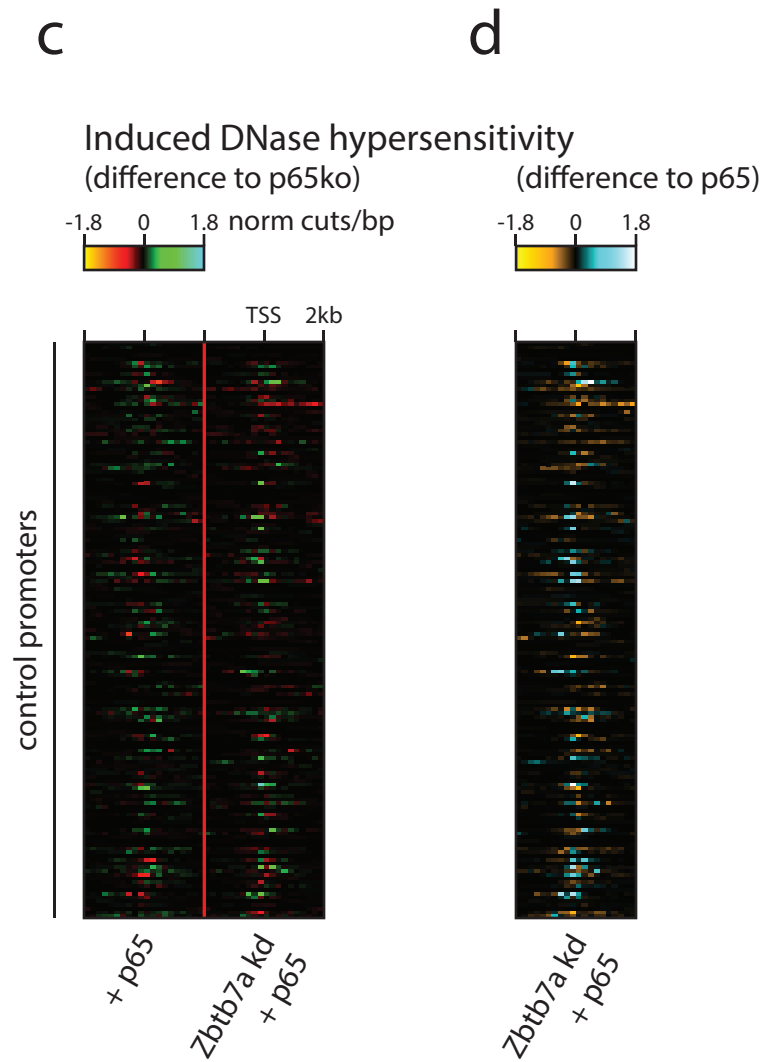 c
d
Induced DNase hypersensitivity
(difference to p65ko)
(difference to p65)
-1.8 0 1.8 norm cuts/bp
-1.8 0 1.8
TSS 2kb
control promoters
+ p65
Zbtb7a kd
+ p65
Zbtb7a kd
+ p65